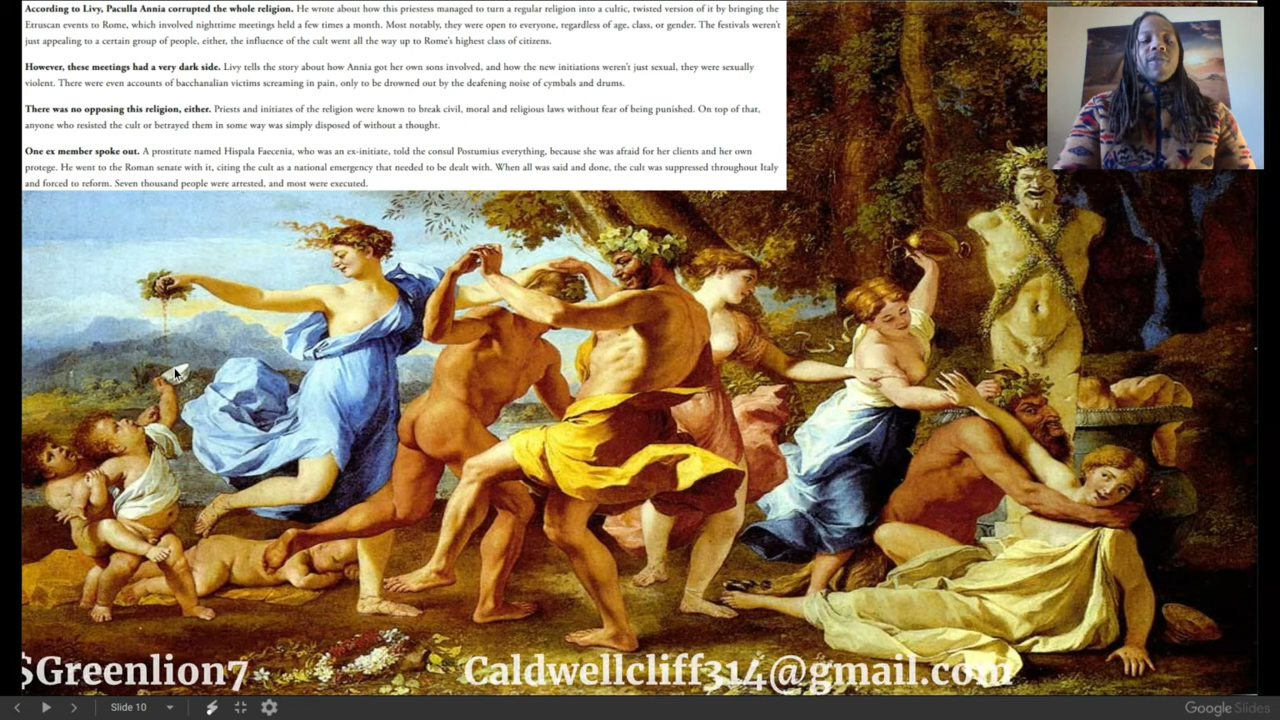 According to Livy, Paculla Annia corrupted the whole religion. He wrote about how this priestess managed to turn a regular religion into a cultic, twisted version of it by bringing the
Etruscan events to Rome, which involved nighttime meetings held a few times a month. Most notably, they were open to everyone, regardless of age, class, or gender. The festivals weren't
just appealing to a certain group of people, either, the influence of the cult went all the way up to Rome's highest class of citizens.
However, these meetings had a very dark side. Livy tells the story about how Annia got her own sons involved, and how the new initiations weren't just sexual, they were sexually
violent. There were even accounts of bacchanalian victims screaming in pain, only to be drowned out by the deafening noise of cymbals and drums.
There was no opposing this religion, either. Priests and initiates of the religion were known to break civil, moral and religious laws without fear of being punished. On top of that,
anyone who resisted the cult or betrayed them in some way was simply disposed of without a thought.
One ex member spoke out. A prostitute named Hispala Faecenia, who was an ex-initiate, told the consul Postumius everything, because she was afraid for her clients and her own
protege. He went to the Roman senate with it, citing the cult as a national emergency that needed to be dealt with. When all was said and done, the cult was suppressed throughout Italy
and forced to reform. Seven thousand people were arrested, and most were executed.
$Greenlion7 Caldwellcliff314@gmail.com
Slide 10 Google Slides